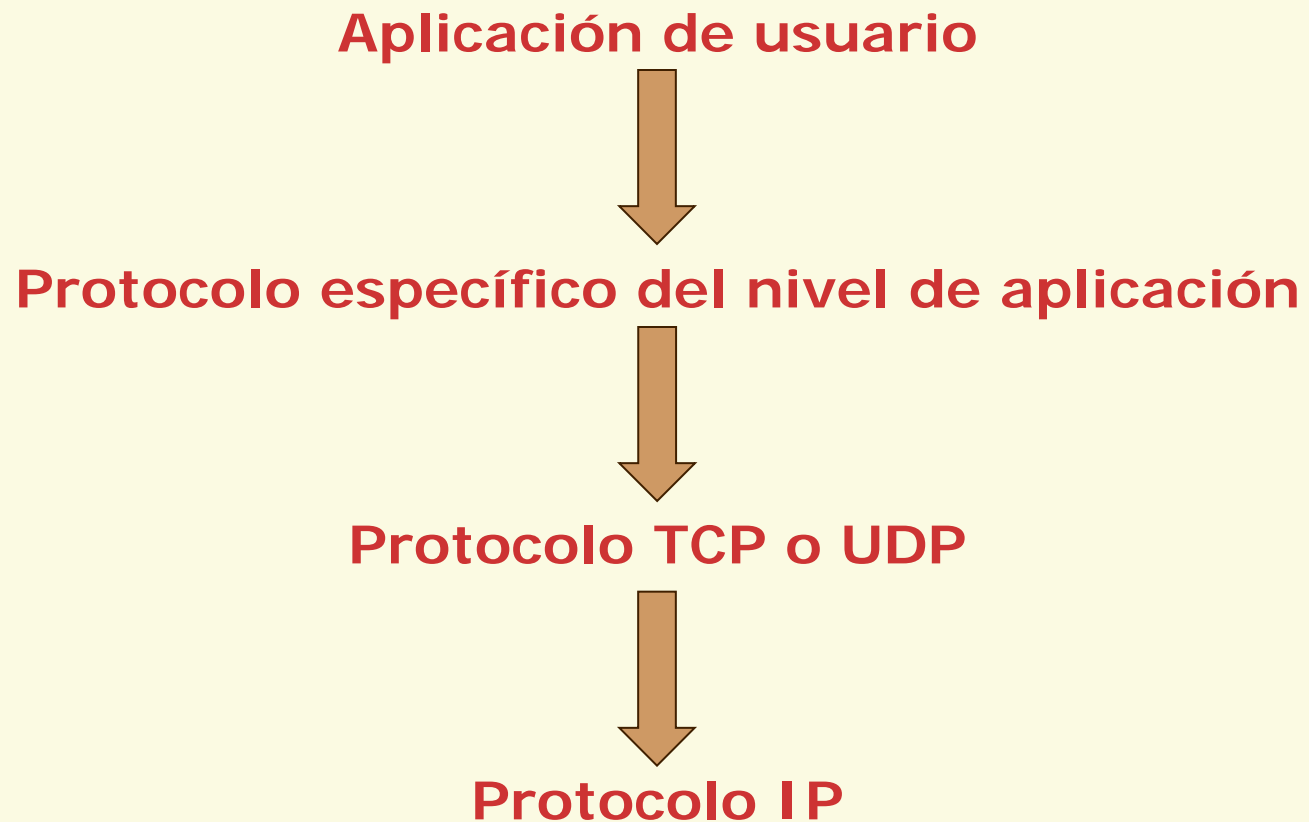 Aplicación de usuario
Protocolo específico del nivel de aplicación
Protocolo TCP o UDP
Protocolo IP